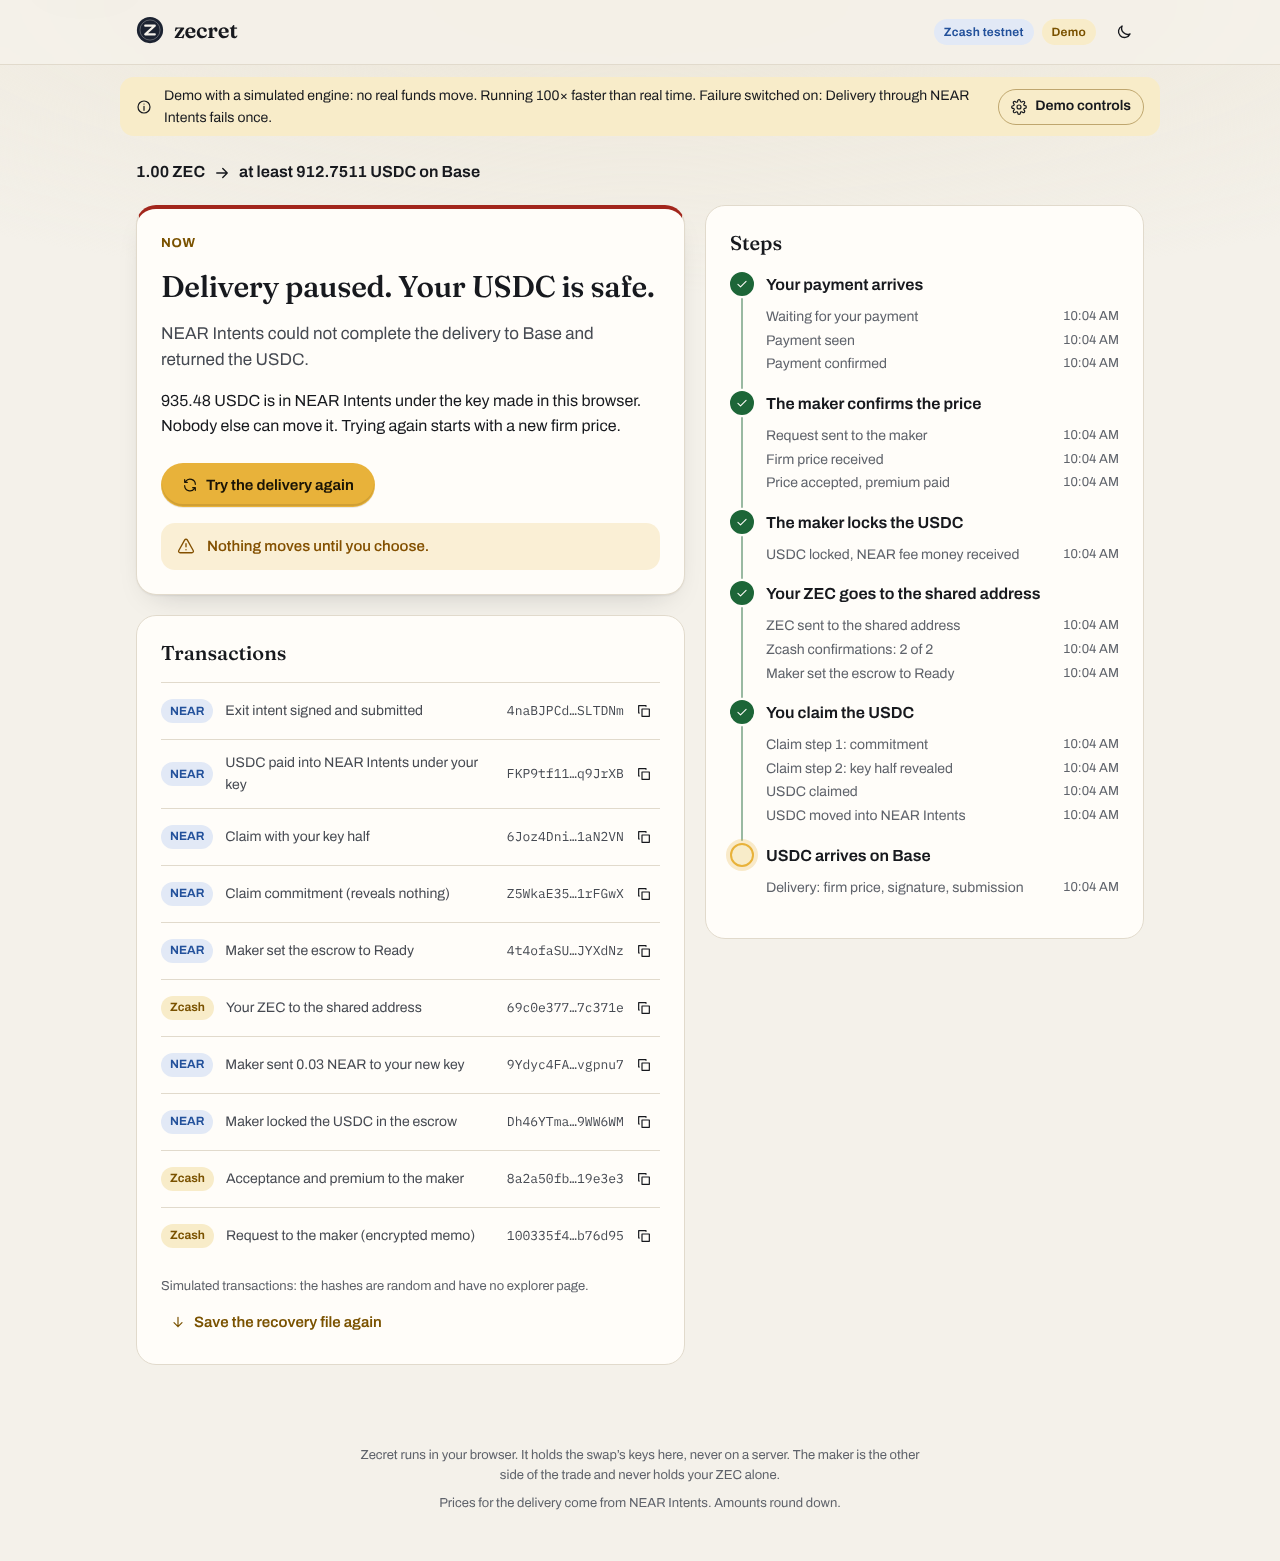 zecret
Zcash testnet
Demo
Demo with a simulated engine: no real funds move. Running 100× faster than real time. Failure switched on: Delivery through NEAR
Intents fails once.
Demo controls
1.00 ZEC → at least 912.7511 USDC on Base
NOW
Delivery paused. Your USDC is safe.
NEAR Intents could not complete the delivery to Base and
returned the USDC.
935.48 USDC is in NEAR Intents under the key made in this browser.
Nobody else can move it. Trying again starts with a new firm price.
Try the delivery again
Nothing moves until you choose.
Transactions
NEAR Exit intent signed and submitted 4naBJPCd…SLTDNm
NEAR USDC paid into NEAR Intents under your
key FKP9tf11…q9JrXB
NEAR Claim with your key half 6Joz4Dni…1aN2VN
NEAR Claim commitment (reveals nothing) Z5WkaE35…1rFGwX
NEAR Maker set the escrow to Ready 4t4ofaSU…JYXdNz
Zcash Your ZEC to the shared address 69c0e377…7c371e
NEAR Maker sent 0.03 NEAR to your new key 9Ydyc4FA…vgpnu7
NEAR Maker locked the USDC in the escrow Dh46YTma…9WW6WM
Zcash Acceptance and premium to the maker 8a2a50fb…19e3e3
Zcash Request to the maker (encrypted memo) 100335f4…b76d95
Simulated transactions: the hashes are random and have no explorer page.
Save the recovery file again
Steps
Your payment arrives
Waiting for your payment 10:04 AM
Payment seen 10:04 AM
Payment confirmed 10:04 AM
The maker confirms the price
Request sent to the maker 10:04 AM
Firm price received 10:04 AM
Price accepted, premium paid 10:04 AM
The maker locks the USDC
USDC locked, NEAR fee money received 10:04 AM
Your ZEC goes to the shared address
ZEC sent to the shared address 10:04 AM
Zcash confirmations: 2 of 2 10:04 AM
Maker set the escrow to Ready 10:04 AM
You claim the USDC
Claim step 1: commitment 10:04 AM
Claim step 2: key half revealed 10:04 AM
USDC claimed 10:04 AM
USDC moved into NEAR Intents 10:04 AM
USDC arrives on Base
Delivery: firm price, signature, submission 10:04 AM
Zecret runs in your browser. It holds the swap’s keys here, never on a server. The maker is the other
side of the trade and never holds your ZEC alone.
Prices for the delivery come from NEAR Intents. Amounts round down.